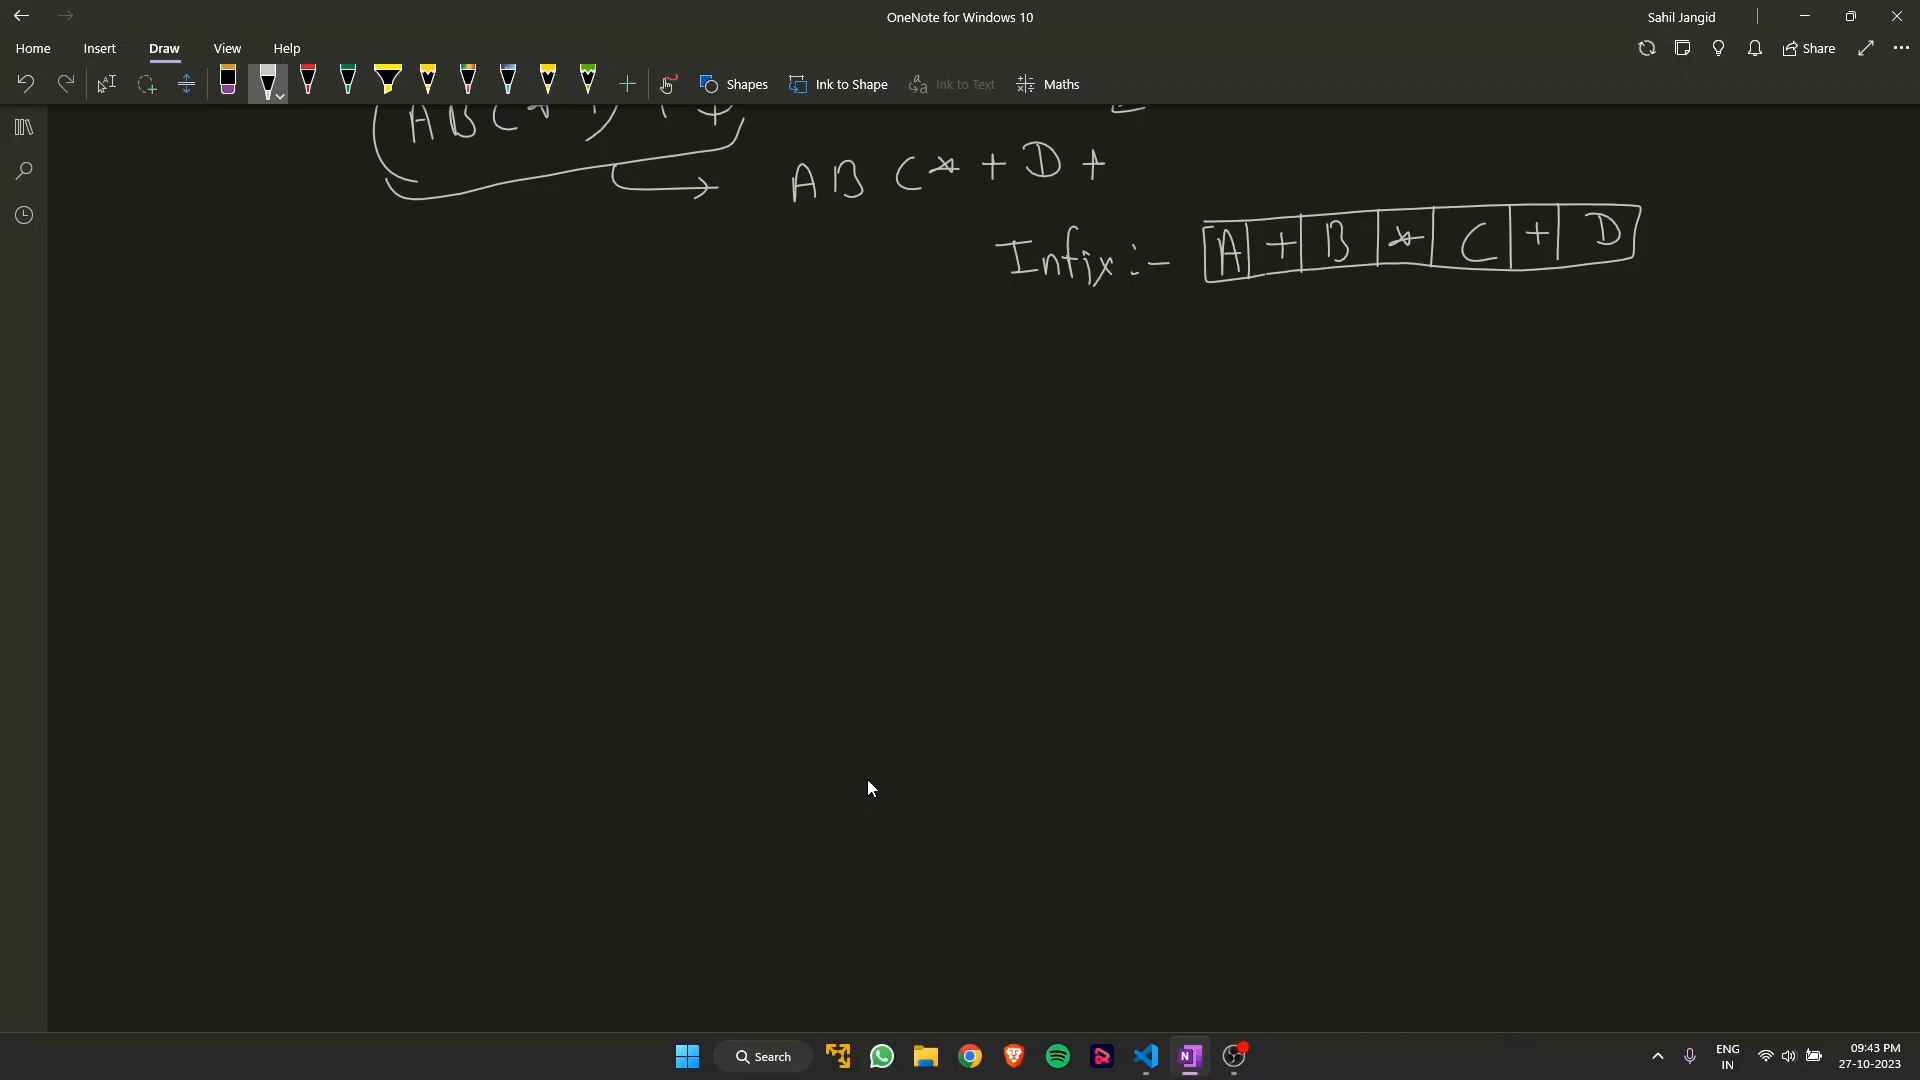 OneNote for Windows 10
Sahil Jangid
Home Insert Draw View Help
Share
Shapes Ink to Shape Ink to Text Maths
A B C * + D +
Infix :- A + B * C + D
Search
ENG
IN
09:43 PM
27-10-2023